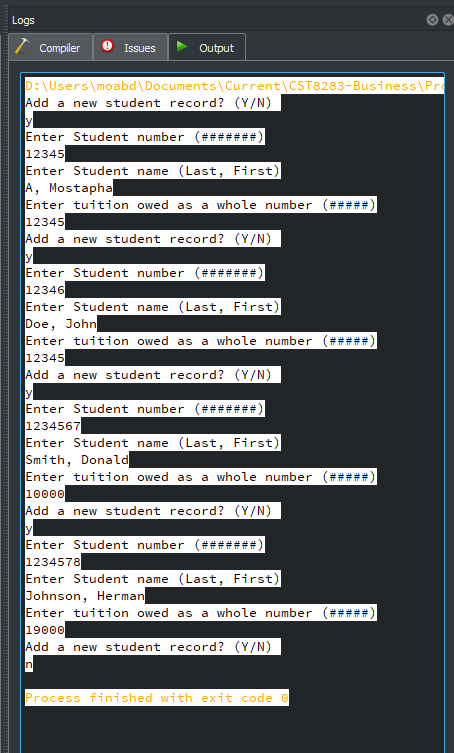 Logs
Compiler Issues Output
D:\Users\moabd\Documents\Current\CST8283-Business\Pro
Add a new student record? (Y/N)
y
Enter Student number (#######)
12345
Enter Student name (Last, First)
A, Mostapha
Enter tuition owed as a whole number (#####)
12345
Add a new student record? (Y/N)
y
Enter Student number (#######)
12346
Enter Student name (Last, First)
Doe, John
Enter tuition owed as a whole number (#####)
12345
Add a new student record? (Y/N)
y
Enter Student number (#######)
1234567
Enter Student name (Last, First)
Smith, Donald
Enter tuition owed as a whole number (#####)
10000
Add a new student record? (Y/N)
y
Enter Student number (#######)
1234578
Enter Student name (Last, First)
Johnson, Herman
Enter tuition owed as a whole number (#####)
19000
Add a new student record? (Y/N)
n
Process finished with exit code 0